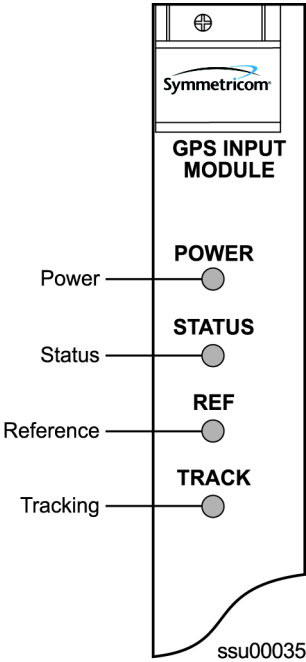 Symmetricom
GPS INPUT
MODULE
POWER
Power
STATUS
Status
REF
Reference
TRACK
Tracking
ssu00035